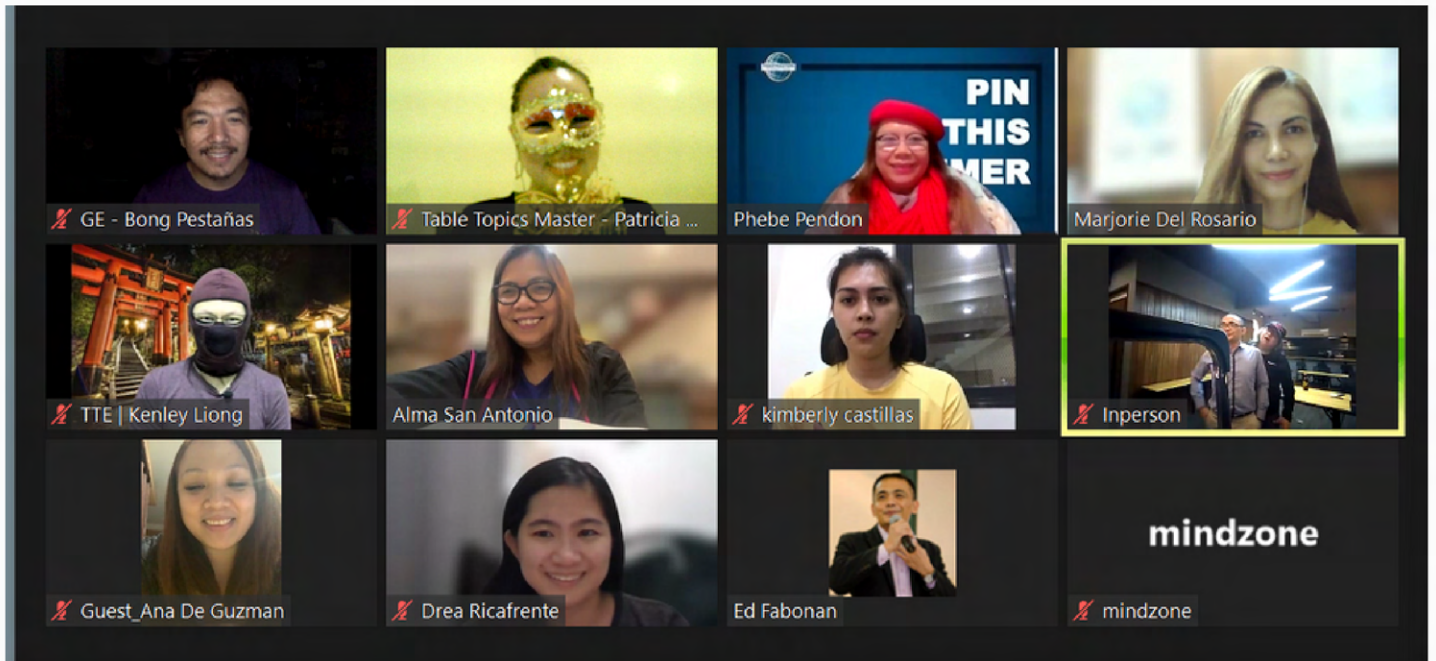 GE - Bong Pestañas
Table Topics Master - Patricia ...
PIN
THIS
MER
Phebe Pendon
Marjorie Del Rosario
TTE | Kenley Liong
Alma San Antonio
kimberly castillas
Inperson
Guest_Ana De Guzman
Drea Ricafrente
Ed Fabonan
mindzone
mindzone